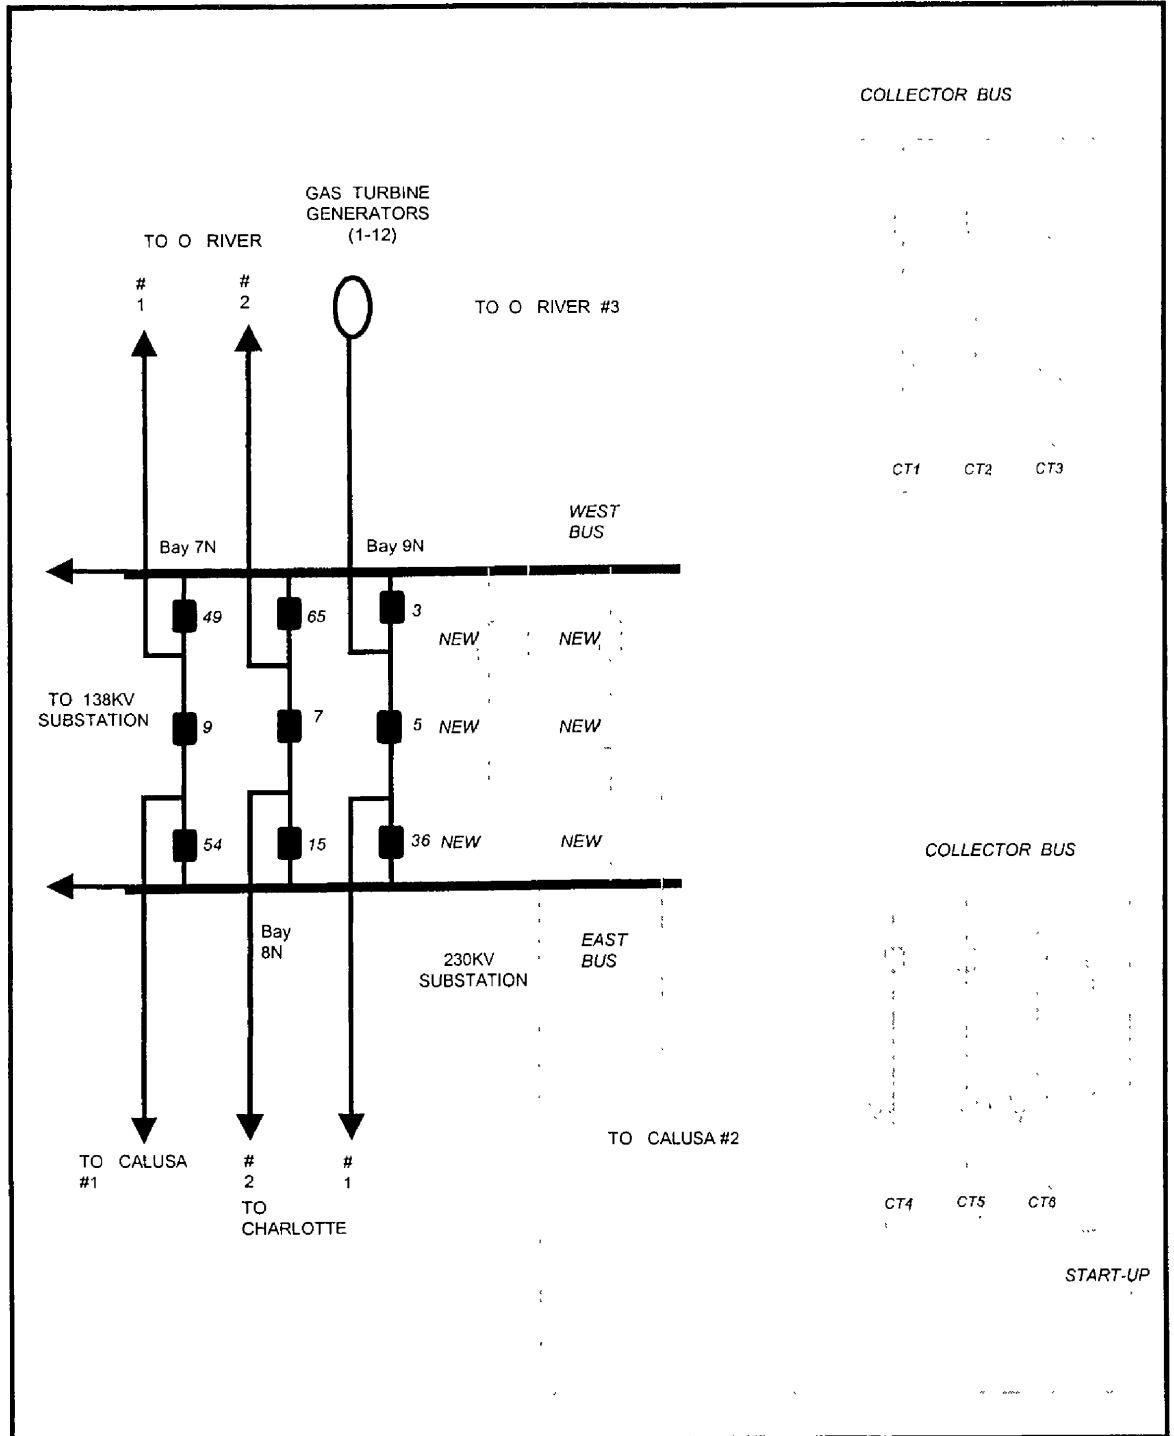 COLLECTOR BUS
GAS TURBINE
GENERATORS
(1-12)
TO O RIVER
#
1
#
2
TO O RIVER #3
CT1 CT2 CT3
WEST
BUS
Bay 7N
Bay 9N
49
65
3
NEW
NEW
TO 138KV
SUBSTATION
9
7
5
NEW
NEW
54
15
36
NEW
NEW
COLLECTOR BUS
Bay
8N
230KV
SUBSTATION
EAST
BUS
TO CALUSA #2
TO CALUSA
#1
#
2
TO
CHARLOTTE
#
1
CT4 CT5 CT6
START-UP